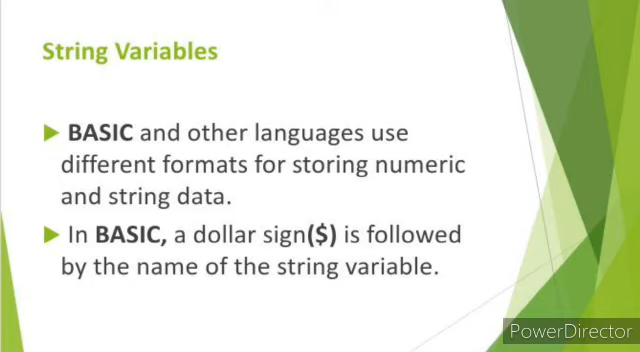 String Variables
BASIC and other languages use
different formats for storing numeric
and string data.
In BASIC, a dollar sign($) is followed
by the name of the string variable.
PowerDirector